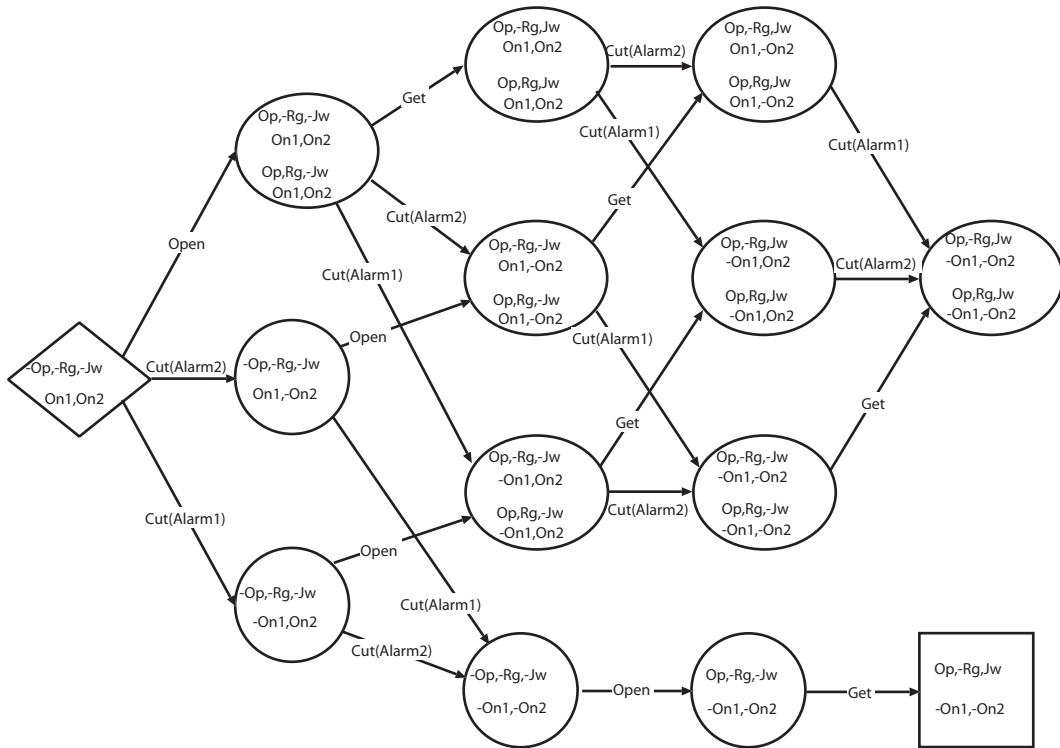 Op,-Rg,Jw
On1,On2
Op,Rg,Jw
On1,On2
Cut(Alarm2)
Op,-Rg,Jw
On1,-On2
Op,Rg,Jw
On1,-On2
Get
Op,-Rg,-Jw
On1,On2
Op,Rg,-Jw
On1,On2
Cut(Alarm1)
Cut(Alarm1)
Get
Cut(Alarm2)
Open
Op,-Rg,-Jw
On1,-On2
Op,Rg,-Jw
On1,-On2
Op,-Rg,Jw
-On1,On2
Op,Rg,Jw
-On1,On2
Cut(Alarm2)
Op,-Rg,Jw
-On1,-On2
Op,Rg,Jw
-On1,-On2
Cut(Alarm1)
Open
Cut(Alarm1)
-Op,-Rg,-Jw
On1,On2
Cut(Alarm2)
-Op,-Rg,-Jw
On1,-On2
Get
Get
Op,-Rg,-Jw
-On1,On2
Op,Rg,-Jw
-On1,On2
Cut(Alarm2)
Op,-Rg,-Jw
-On1,-On2
Op,Rg,-Jw
-On1,-On2
Cut(Alarm1)
Open
-Op,-Rg,-Jw
-On1,On2
Cut(Alarm1)
Cut(Alarm2)
-Op,-Rg,-Jw
-On1,-On2
Open
Op,-Rg,-Jw
-On1,-On2
Get
Op,-Rg,Jw
-On1,-On2